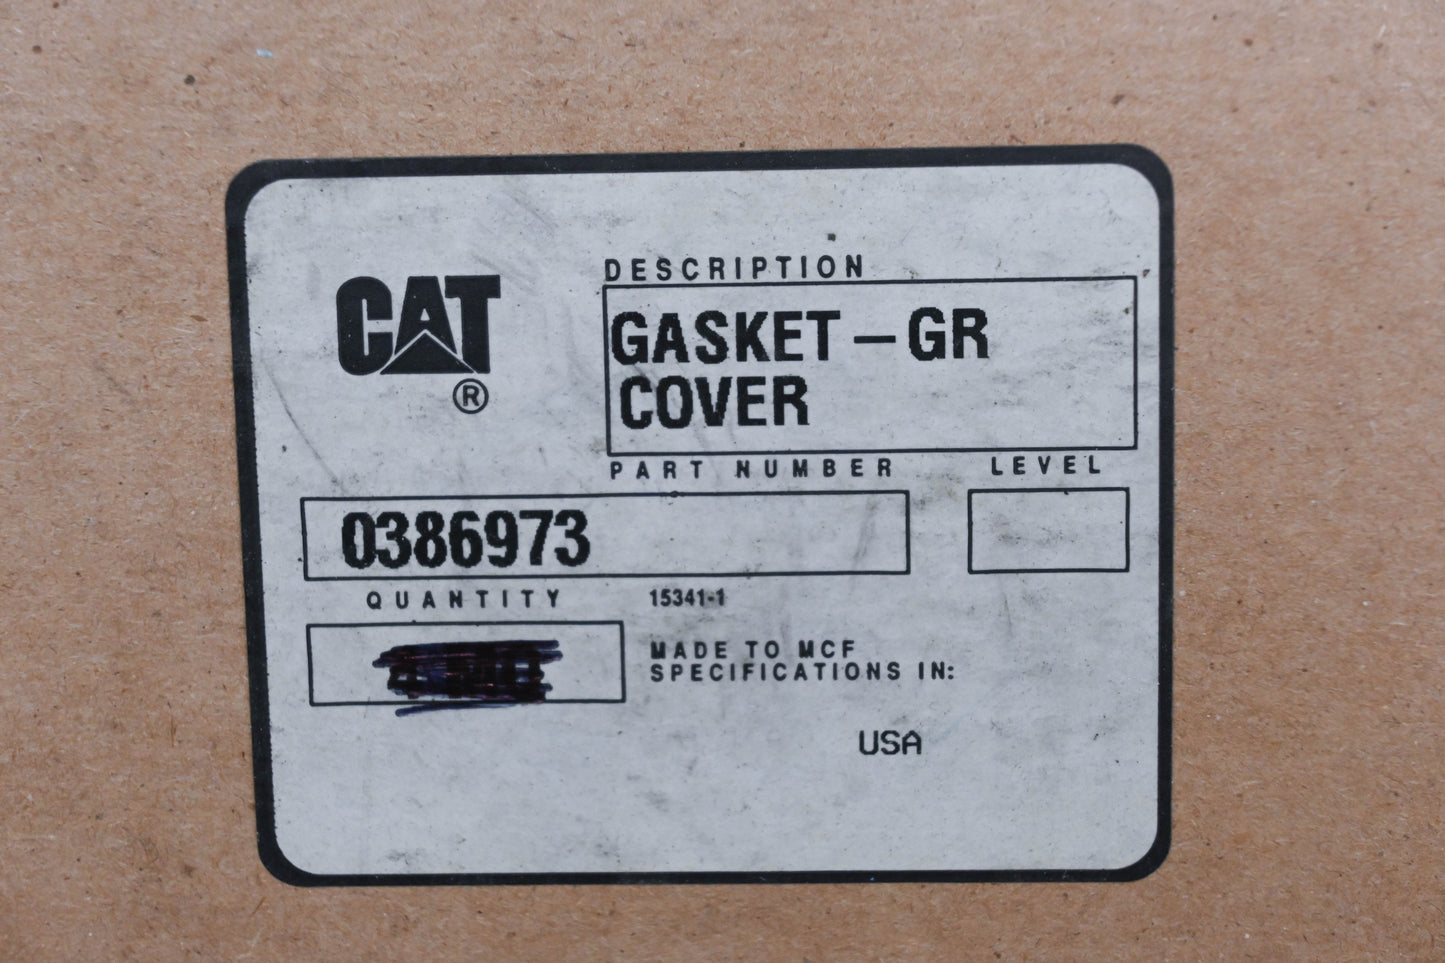 CAT
®
DESCRIPTION
GASKET-GR
COVER
PART NUMBER
LEVEL
0386973
QUANTITY
15341-1
MADE TO MCF
SPECIFICATIONS IN:
USA